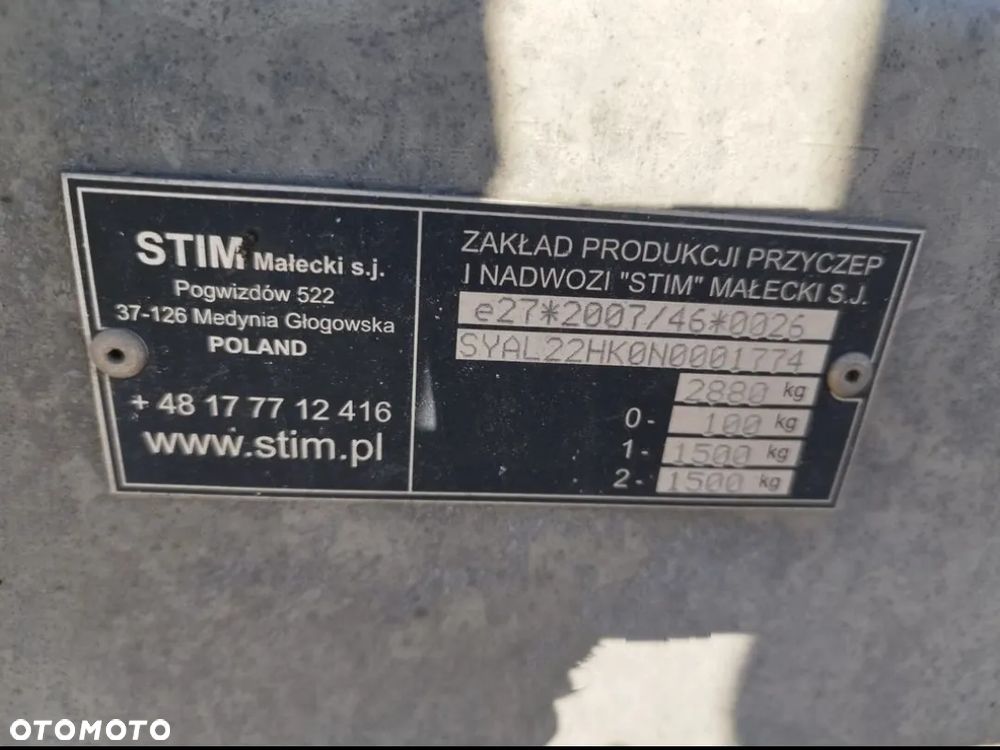 STIM Małecki s.j.
Pogwizdów 522
37-126 Medynia Głogowska
POLAND
+ 48 17 77 12 416
www.stim.pl
ZAKŁAD PRODUKCJI PRZYCZEP
I NADWOZI "STIM" MAŁECKI S.J.
e27*2007/46*0026
SYAL22HK0N0001774
2880 kg
0- 100 kg
1- 1500 kg
2- 1500 kg
OTOMOTO